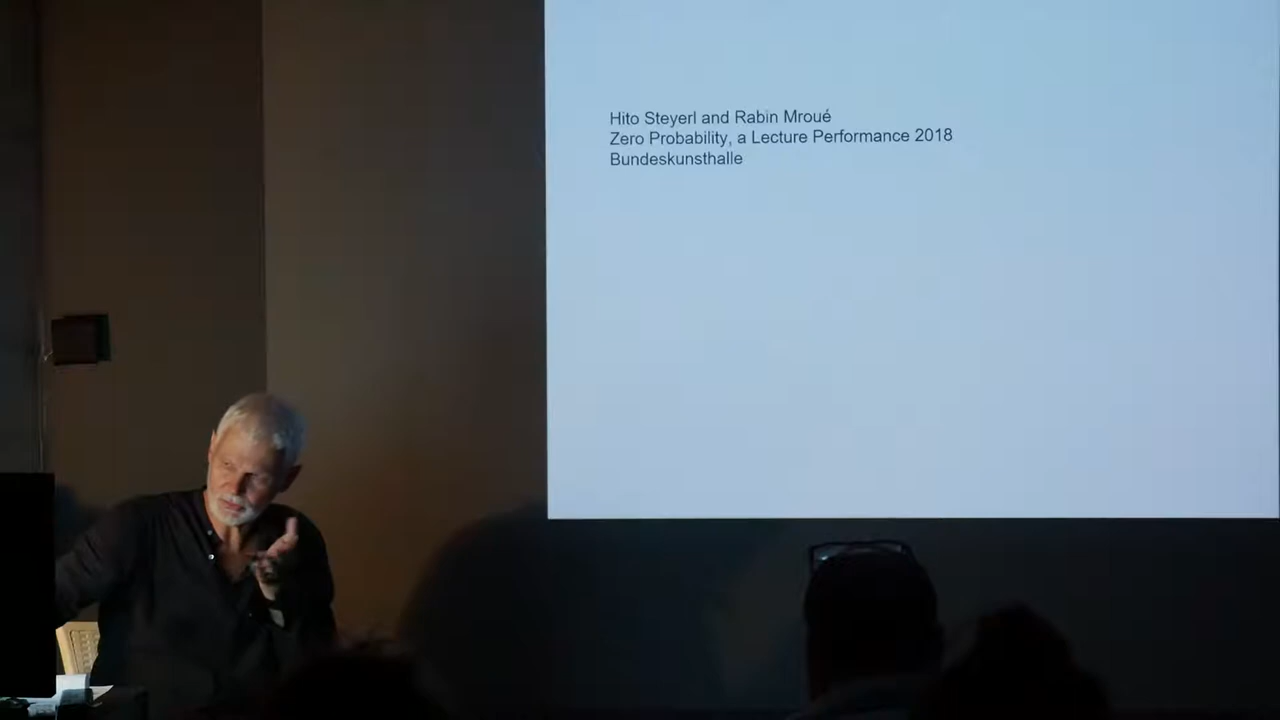 Hito Steyerl and Rabin Mroué
Zero Probability, a Lecture Performance 2018
Bundeskunsthalle